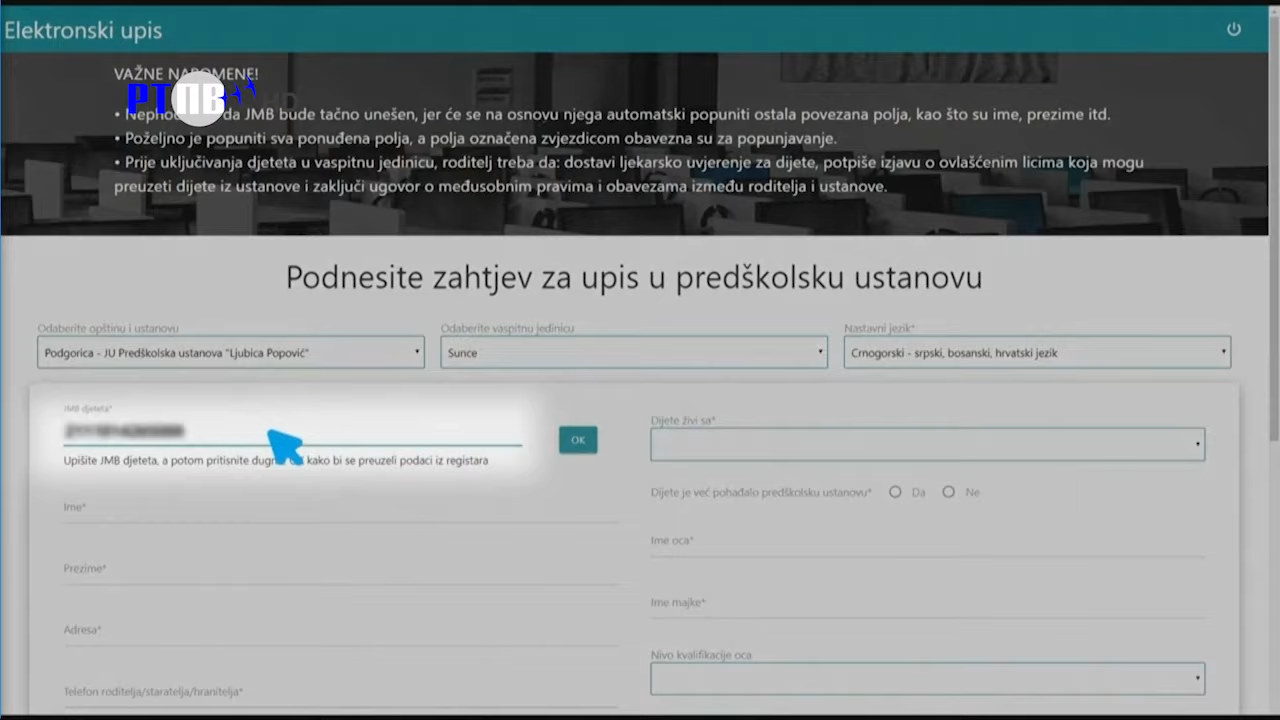 Elektronski upis
VAŽNE NAPOMENE!
РТПВ HD
• Nephodno da JMB bude tačno unešen, jer će se na osnovu njega automatski popuniti ostala povezana polja, kao što su ime, prezime itd.
• Poželjno je popuniti sva ponuđena polja, a polja označena zvjezdicom obavezna su za popunjavanje.
• Prije uključivanja djeteta u vaspitnu jedinicu, roditelj treba da: dostavi ljekarsko uvjerenje za dijete, potpiše izjavu o ovlašćenim licima koja mogu
preuzeti dijete iz ustanove i zaključi ugovor o međusobnim pravima i obavezama između roditelja i ustanove.
Podnesite zahtjev za upis u predškolsku ustanovu
Odaberite opštinu i ustanovu
Podgorica - JU Predškolska ustanova "Ljubica Popović"
Odaberite vaspitnu jedinicu
Sunce
Nastavni jezik*
Crnogorski - srpski, bosanski, hrvatski jezik
JMB djeteta*
OK
Upišite JMB djeteta, a potom pritisnite dugme kako bi se preuzeli podaci iz registara
Ime*
Prezime*
Adresa*
Telefon roditelja/staratelja/hranitelja*
Dijete živi sa*
Dijete je već pohađalo predškolsku ustanovu* Da Ne
Ime oca*
Ime majke*
Nivo kvalifikacije oca